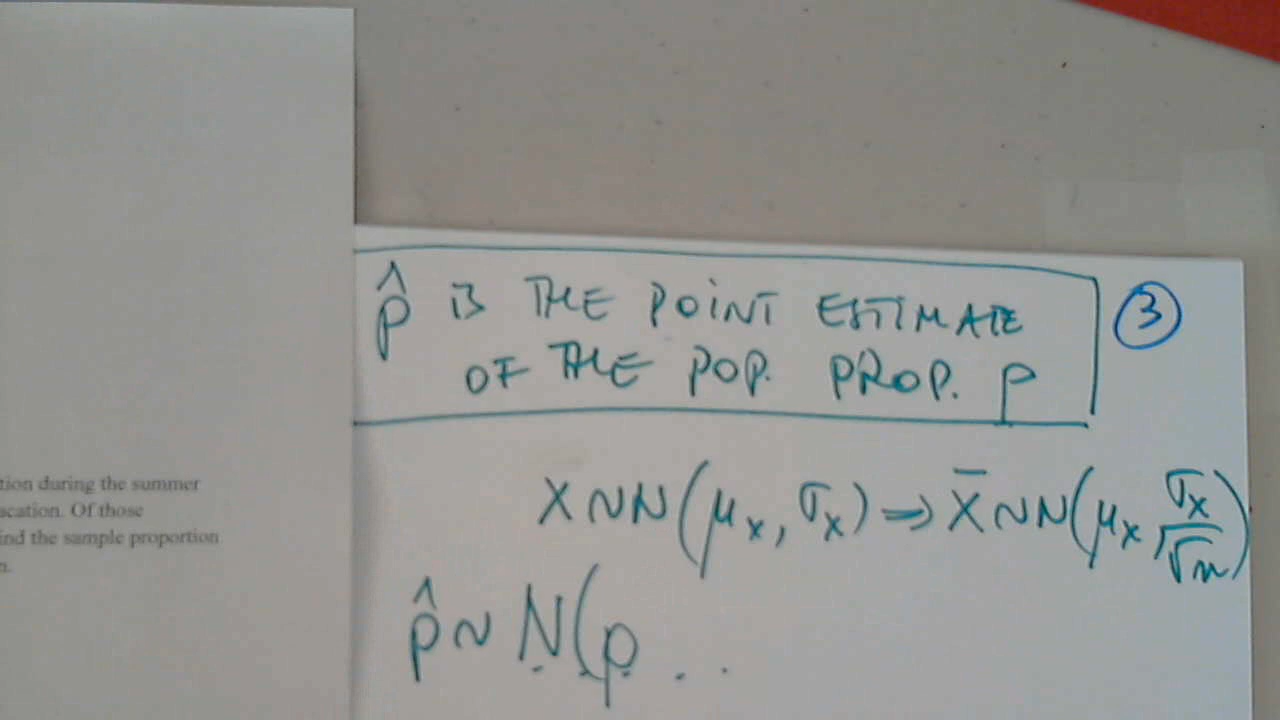 p̂ IS THE POINT ESTIMATE
OF THE POP. PROP. p
3
X ~ N(μx, σx) ⇒ X̄ ~ N(μx, σx/√n)
p̂ ~ N(p ...
tion during the summer
acation. Of those
ind the sample proportion
n.